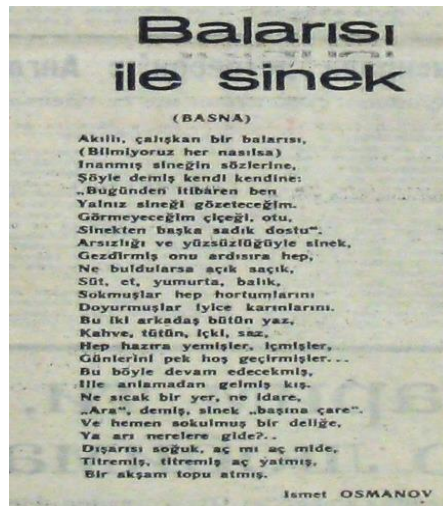 Balarısı
ile sinek
(BASNA)
Akıllı, çalışkan bir balarısı,
(Bilmiyoruz her nasılsa)
Inanmış sineğin sözlerine,
Şöyle demiş kendi kendine:
„Bugünden itibaren ben
Yalnız sineği gözeteceğim.
Görmeyeceğim çiçeği, otu,
Sinekten başka sadık dostu“.
Arsızlığı ve yüzsüzlüğüyle sinek,
Gezdirmiş onu ardısıra hep,
Ne buldularsa açık saçık,
Süt, et, yumurta, balık,
Sokmuşlar hep hortumlarını
Doyurmuşlar iyice karınlarını.
Bu iki arkadaş bütün yaz,
Kahve, tütün, içki, saz,
Hep hazıra yemişler, içmişler,
Günlerini pek hoş geçirmişler...
Bu böyle devam edecekmiş,
Ille anlamadan gelmiş kış.
Ne sıcak bir yer, ne idare,
„Ara“, demiş, sinek „başına çare“.
Ve hemen sokulmuş bir deliğe,
Ya arı nerelere gide?..
Dışarısı soğuk, aç mı aç mide,
Titremiş, titremiş aç yatmış,
Bir akşam topu atmış.
Ismet OSMANOV